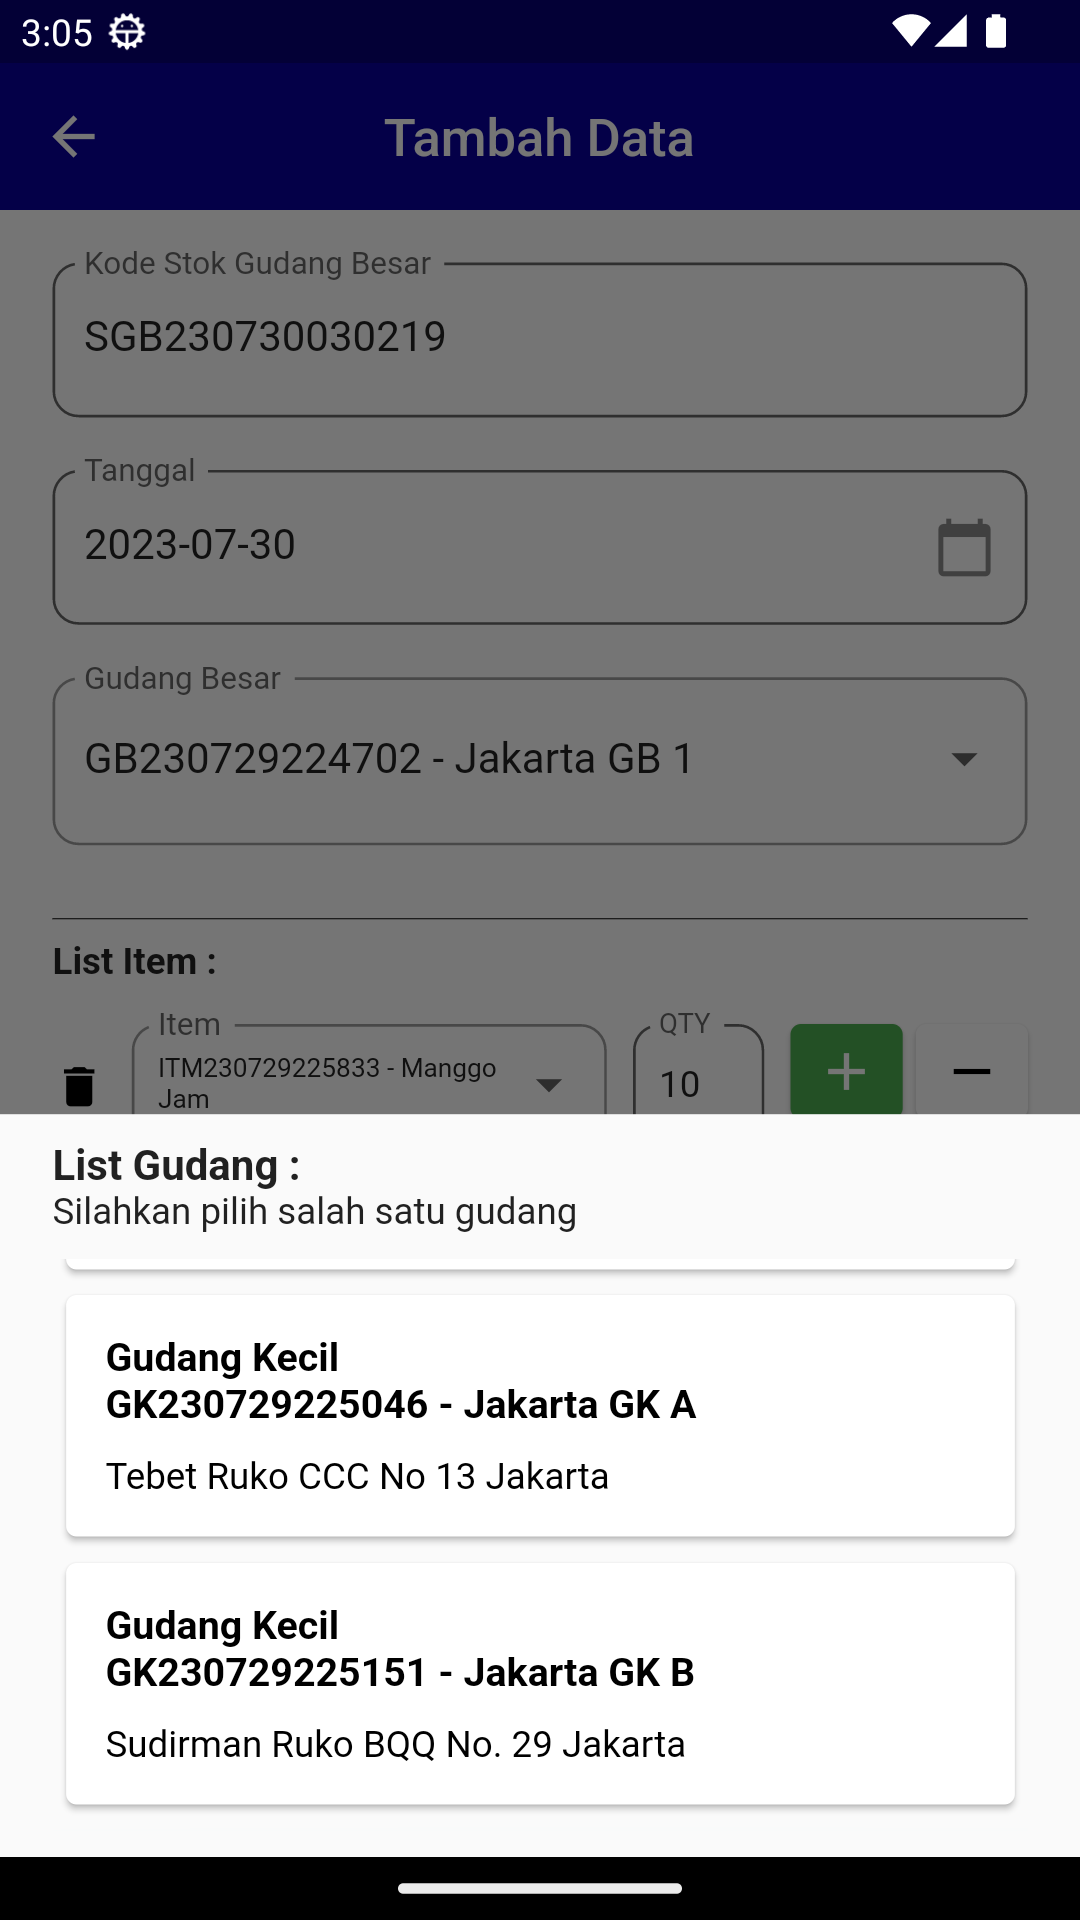 3:05
Tambah Data
Kode Stok Gudang Besar
SGB230730030219
Tanggal
2023-07-30
Gudang Besar
GB230729224702 - Jakarta GB 1
List Item :
Item
ITM230729225833 - Manggo
Jam
QTY
10
List Gudang :
Silahkan pilih salah satu gudang
Gudang Kecil
GK230729225046 - Jakarta GK A
Tebet Ruko CCC No 13 Jakarta
Gudang Kecil
GK230729225151 - Jakarta GK B
Sudirman Ruko BQQ No. 29 Jakarta